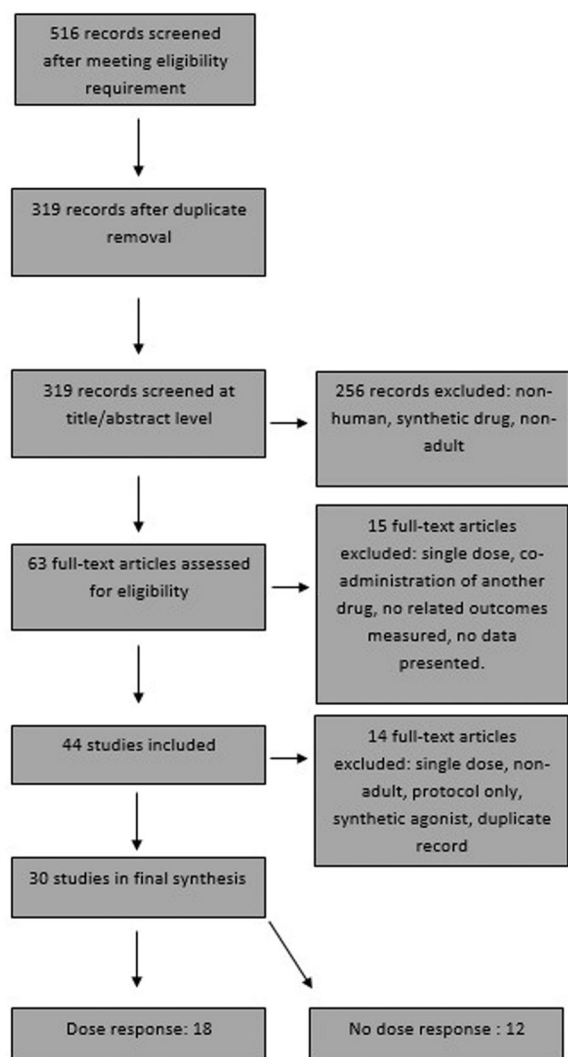 516 records screened
after meeting eligibility
requirement
319 records after duplicate
removal
319 records screened at
title/abstract level
256 records excluded: non-
human, synthetic drug, non-
adult
63 full-text articles assessed
for eligibility
15 full-text articles
excluded: single dose, co-
administration of another
drug, no related outcomes
measured, no data
presented.
44 studies included
14 full-text articles
excluded: single dose, non-
adult, protocol only,
synthetic agonist, duplicate
record
30 studies in final synthesis
Dose response: 18
No dose response : 12